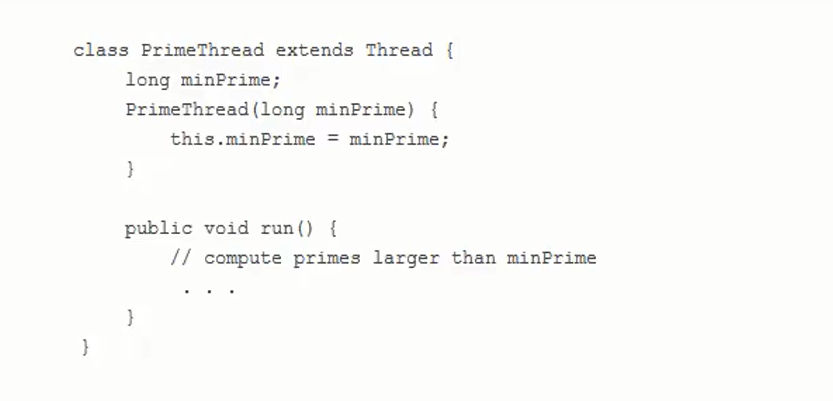 class PrimeThread extends Thread {
long minPrime;
PrimeThread(long minPrime) {
this.minPrime = minPrime;
}
public void run() {
// compute primes larger than minPrime
. . .
}
}